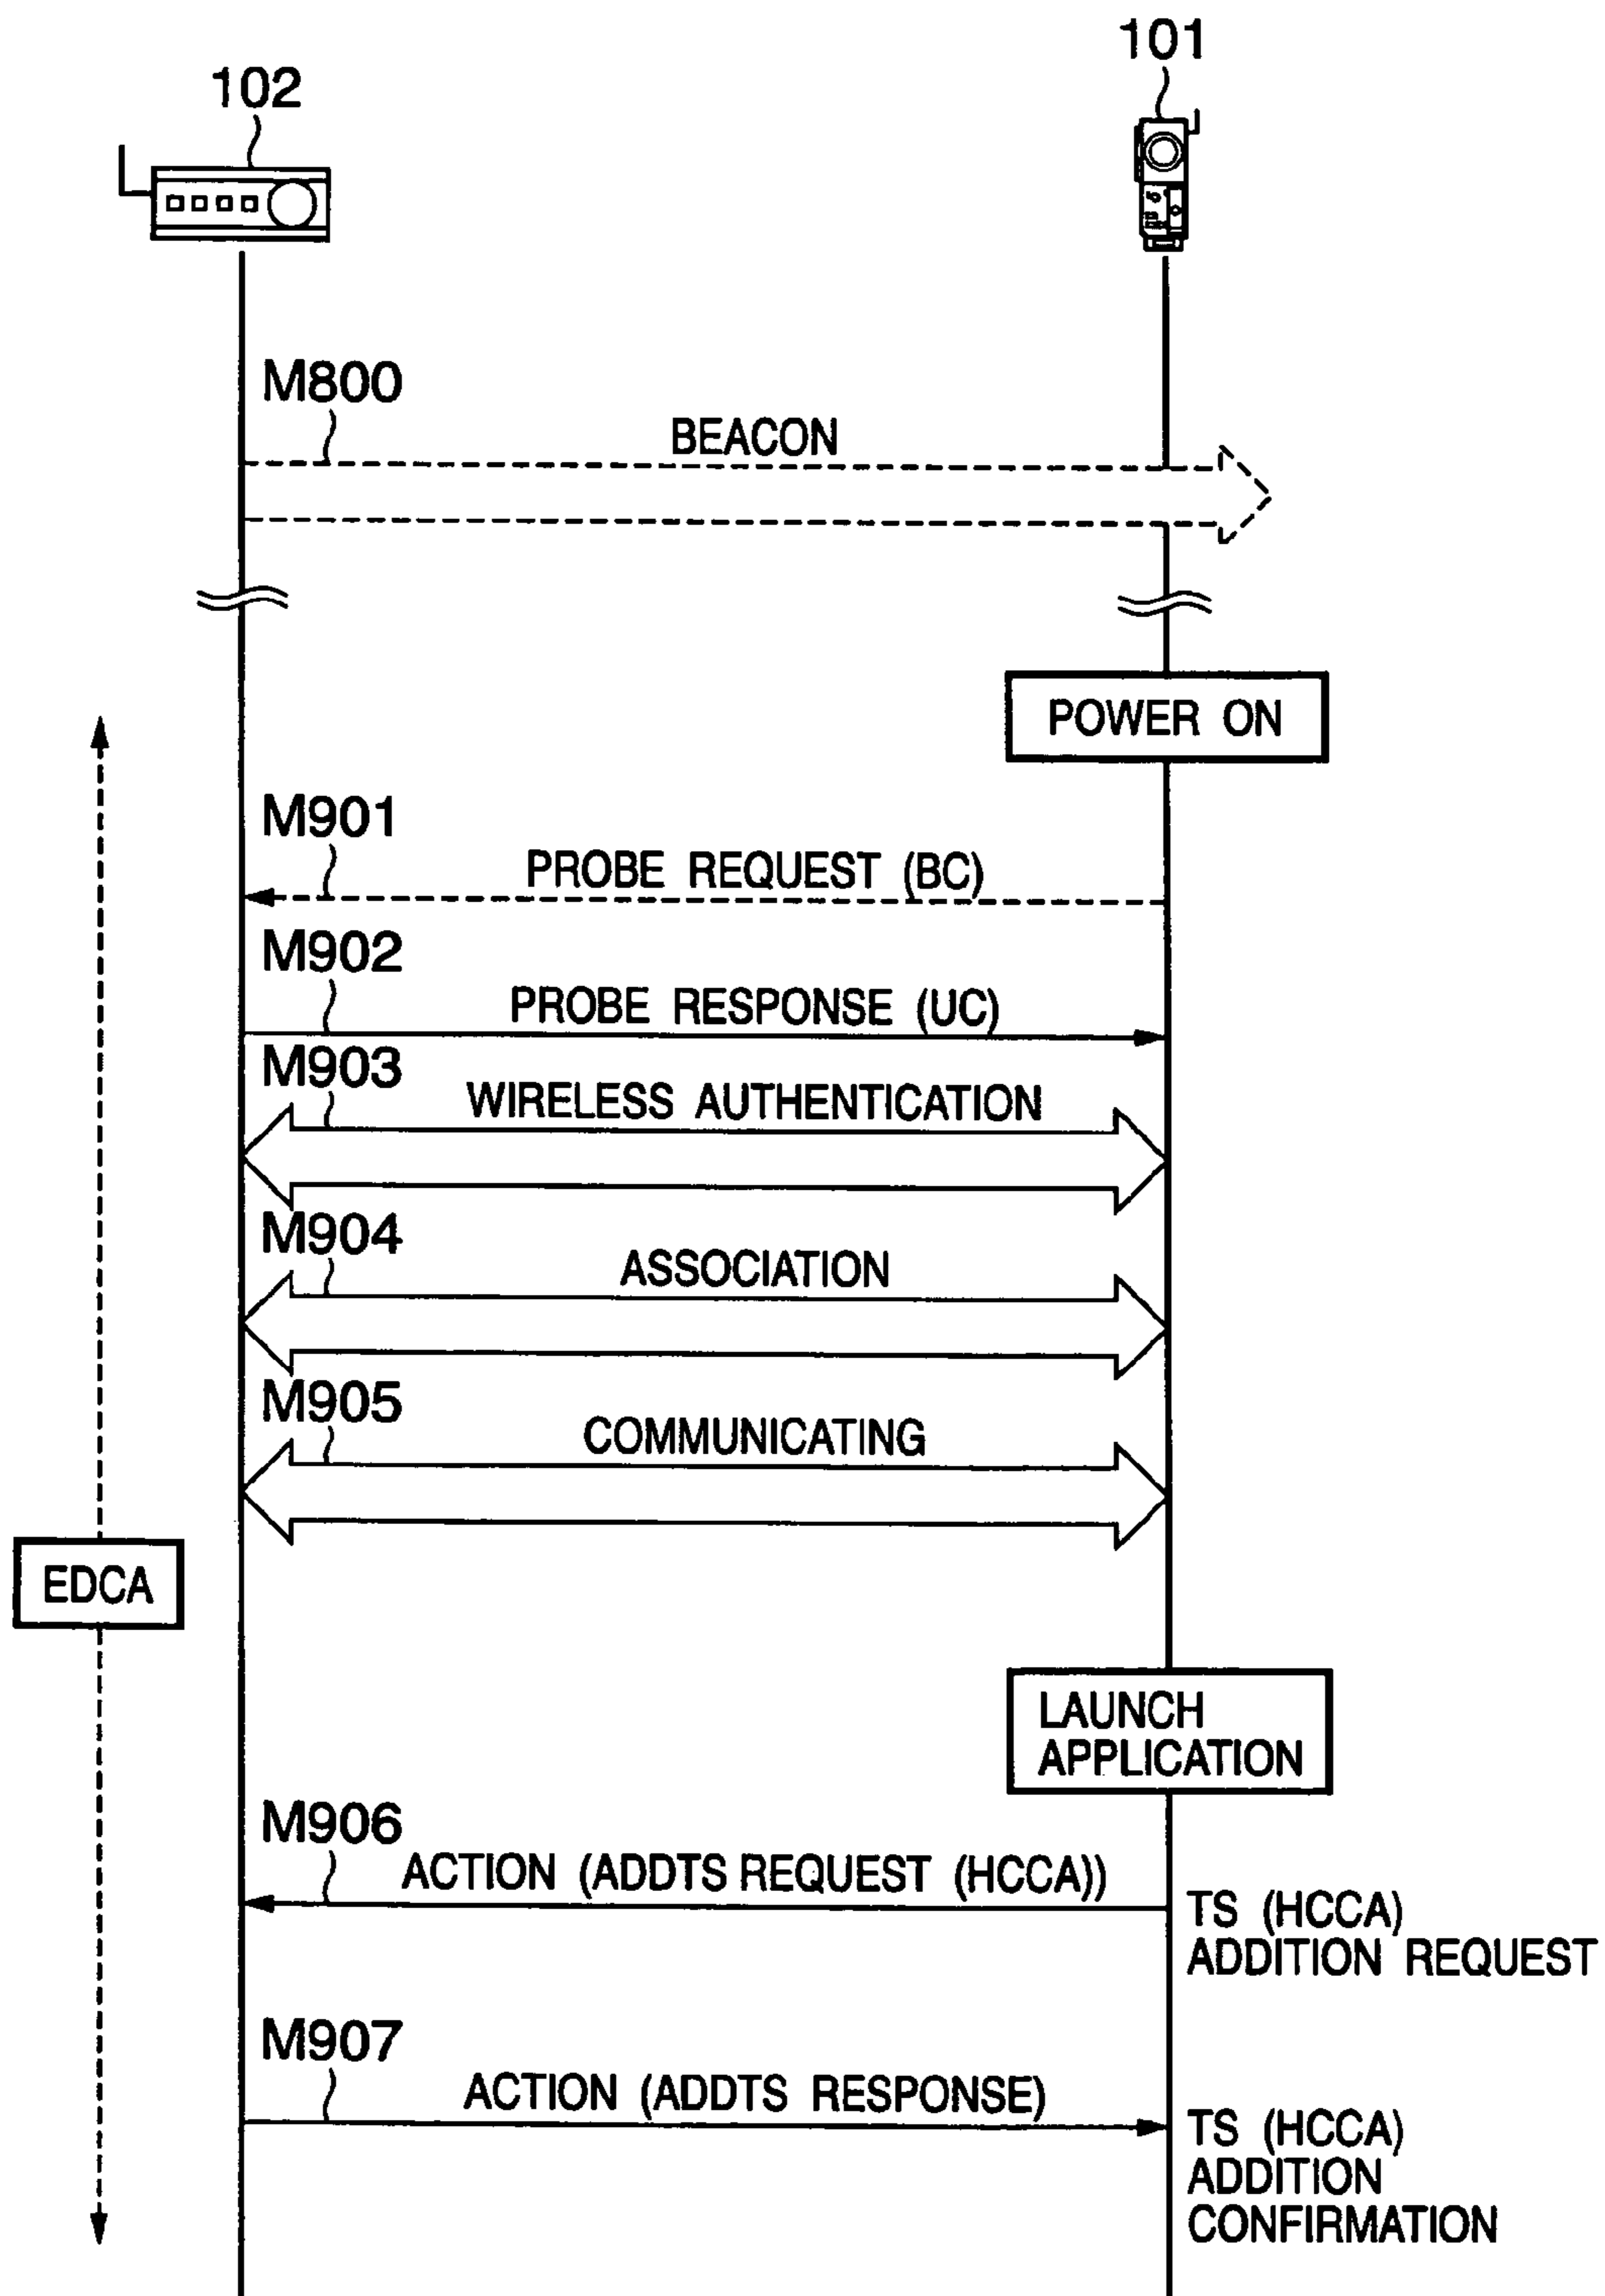 101
102
M800
BEACON
POWER ON
M901
PROBE REQUEST (BC)
M902
PROBE RESPONSE (UC)
M903
WIRELESS AUTHENTICATION
M904
ASSOCIATION
M905
COMMUNICATING
EDCA
LAUNCH
APPLICATION
M906
ACTION (ADDTS REQUEST (HCCA))
TS (HCCA)
ADDITION REQUEST
M907
ACTION (ADDTS RESPONSE)
TS (HCCA)
ADDITION
CONFIRMATION